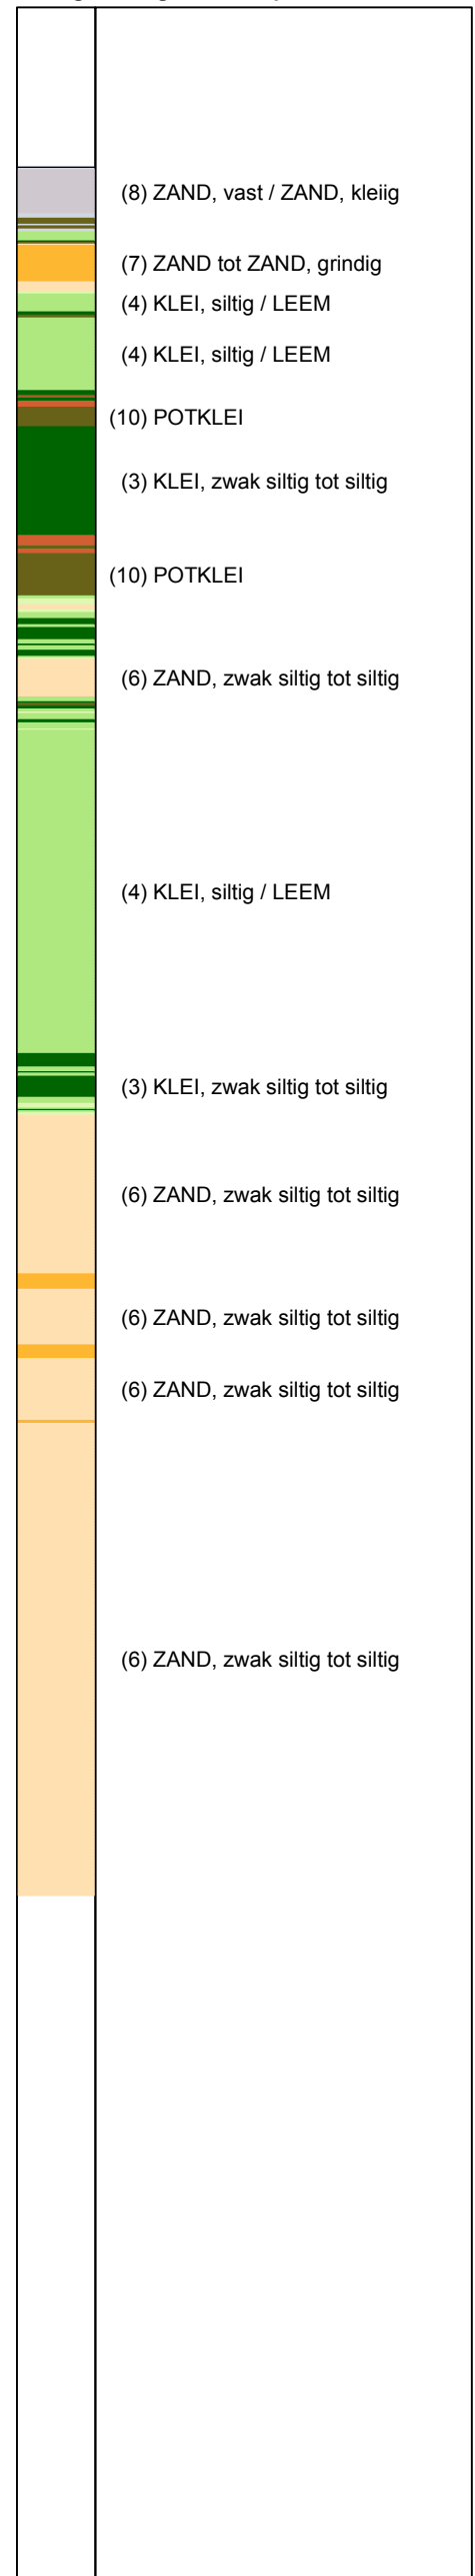 (8) ZAND, vast / ZAND, kleiig
(7) ZAND tot ZAND, grindig
(4) KLEI, siltig / LEEM
(4) KLEI, siltig / LEEM
(10) POTKLEI
(3) KLEI, zwak siltig tot siltig
(10) POTKLEI
(6) ZAND, zwak siltig tot siltig
(4) KLEI, siltig / LEEM
(3) KLEI, zwak siltig tot siltig
(6) ZAND, zwak siltig tot siltig
(6) ZAND, zwak siltig tot siltig
(6) ZAND, zwak siltig tot siltig
(6) ZAND, zwak siltig tot siltig